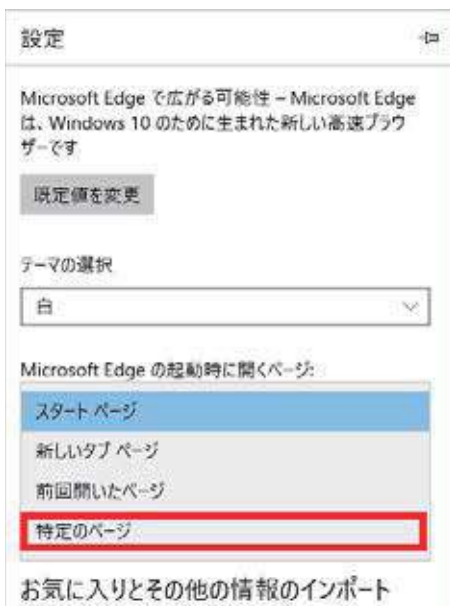 設定
Microsoft Edge で広がる可能性 – Microsoft Edge
は、Windows 10 のために生まれた新しい高速ブラウ
ザーです
既定値を変更
テーマの選択
白
Microsoft Edge の起動時に開くページ:
スタート ページ
新しいタブ ページ
前回開いたページ
特定のページ
お気に入りとその他の情報のインポート